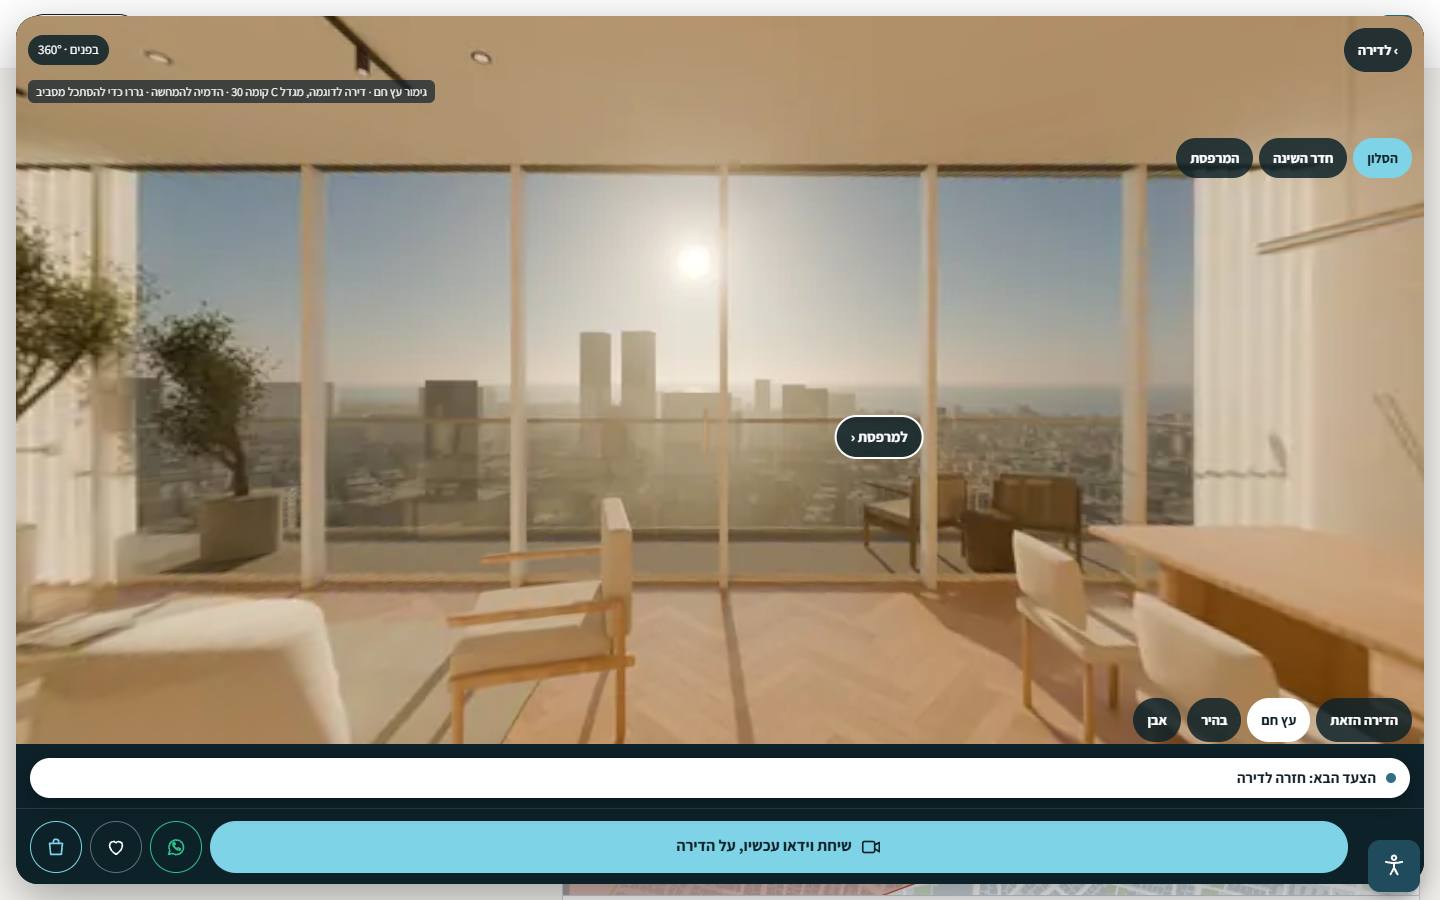 ‹ לדירה
בפנים · 360°
גימור עץ חם · דירה לדוגמה, מגדל C קומה 30 · הדמיה להמחשה · גררו כדי להסתכל מסביב
הסלון
חדר השינה
המרפסת
למרפסת ‹
הדירה הזאת
עץ חם
בהיר
אבן
הצעד הבא: חזרה לדירה
שיחת וידאו עכשיו, על הדירה